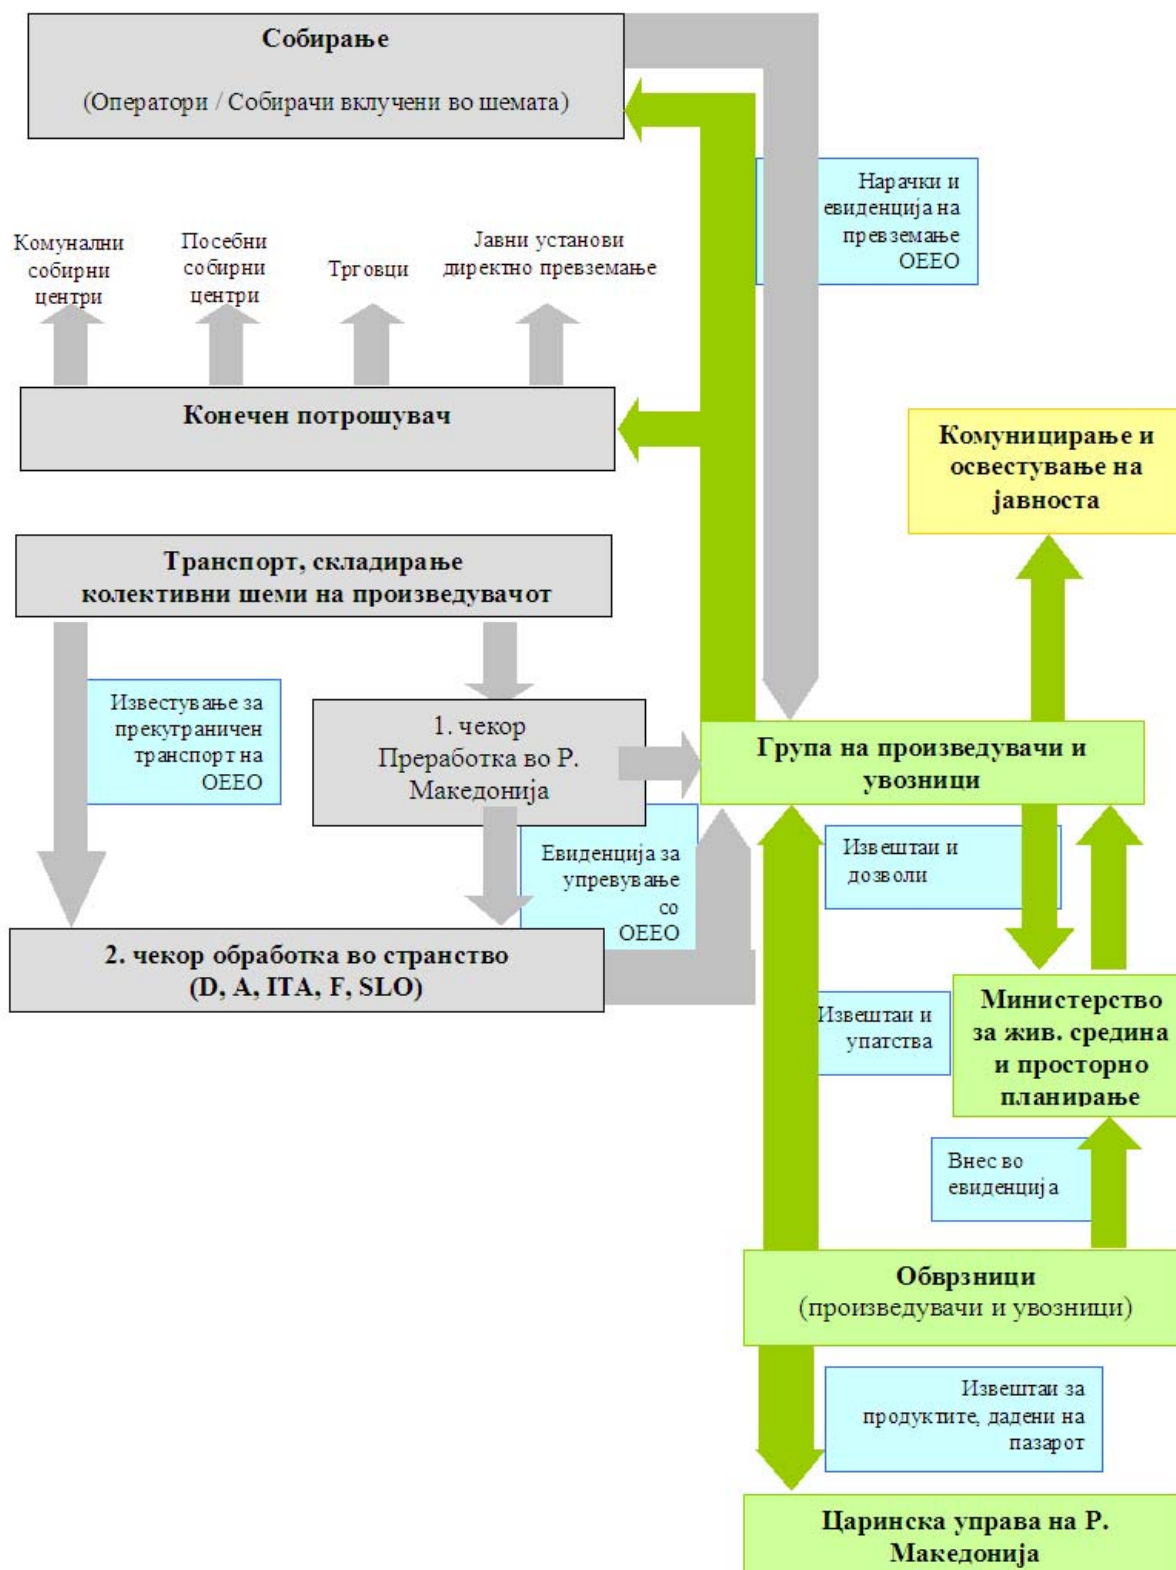 Собирање
(Оператори / Собирачи вклучени во шемата)
Нарачки и
евиденција на
превземање
ОЕЕО
Комунални
собирни
центри
Посебни
собирни
центри
Трговци
Јавни установи
директно превземање
Конечен потрошувач
Комуницирање и
освестување на
јавноста
Транспорт, складирање
колективни шеми на произведувачот
Известување за
прекуграничен
транспорт на
ОЕЕО
1. чекор
Преработка во Р.
Македонија
Група на произведувачи и
увозници
Евиденција за
упревување
со
ОЕЕО
Извештаи и
дозволи
2. чекор обработка во странство
(D, A, ITA, F, SLO)
Извештаи и
упатства
Министерство
за жив. средина
и просторно
планирање
Внес во
евиденција
Обврзници
(произведувачи и увозници)
Извештаи за
продуктите, дадени на
пазарот
Царинска управа на Р.
Македонија